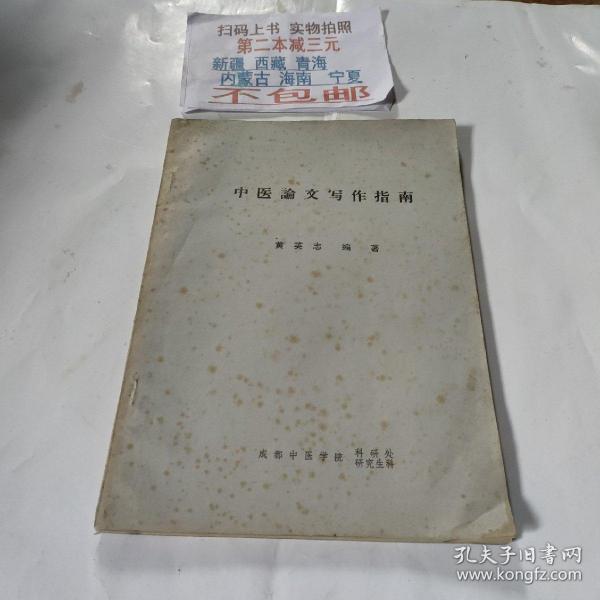 扫码上书 实物拍照
第二本减三元
新疆 西藏 青海
内蒙古 海南 宁夏
不包邮
中医論文写作指南
黄英志 编著
成都中医学院 科研处
研究生科
孔夫子旧书网
www.kongfz.com